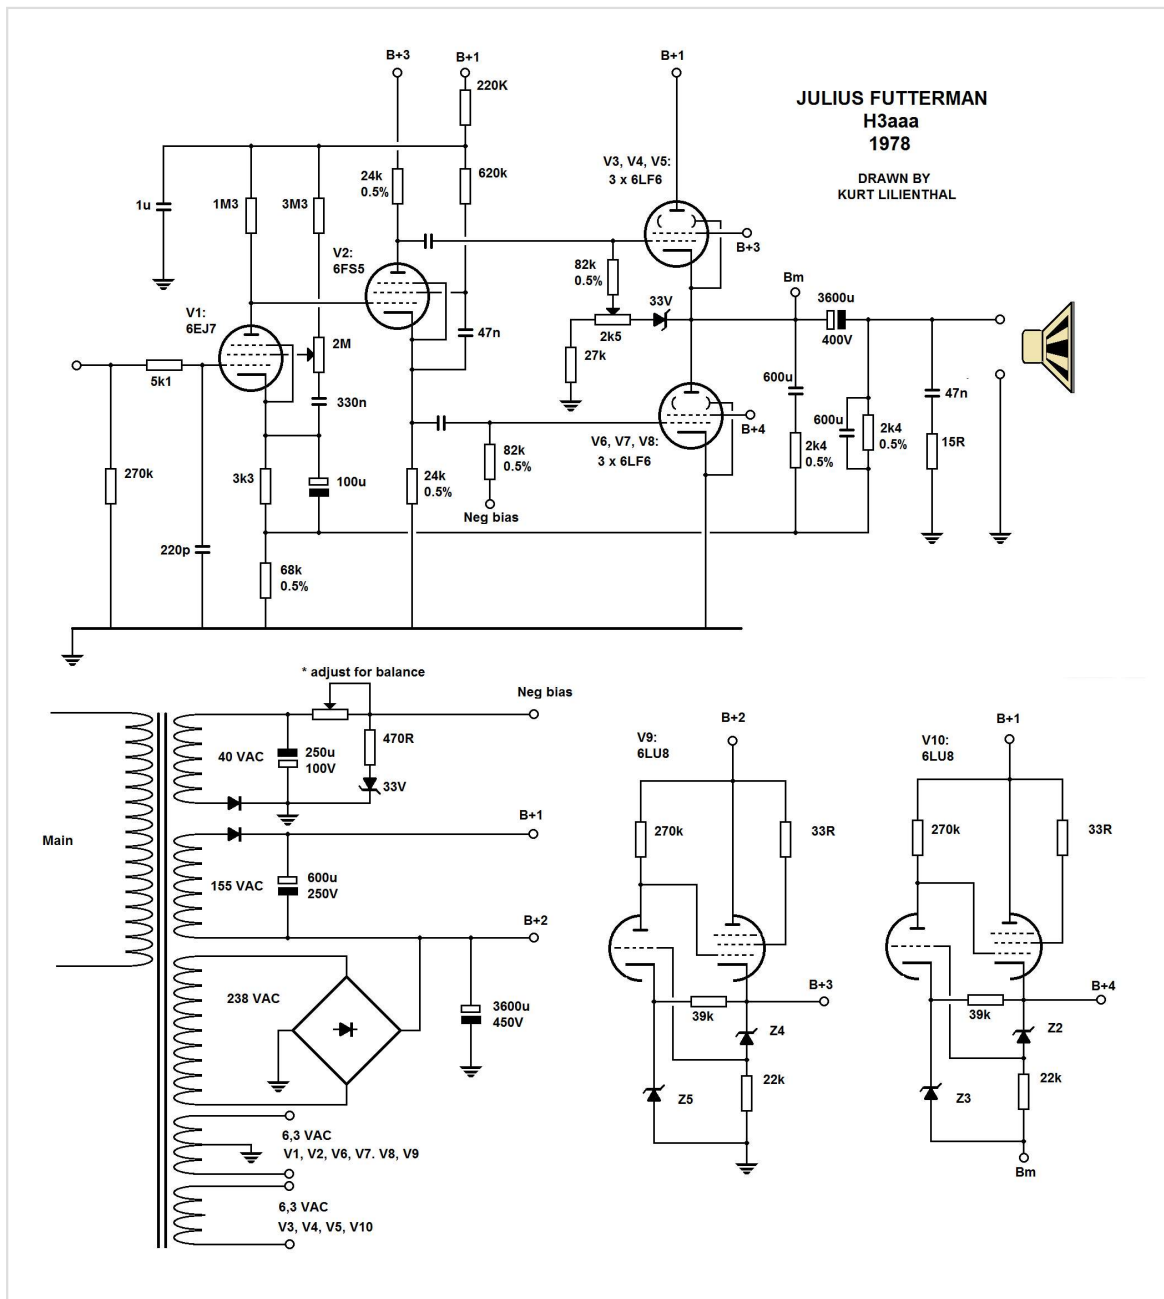 B+3
B+1
B+1
220K
JULIUS FUTTERMAN
H3aaa
1978
DRAWN BY
KURT LILIENTHAL
V3, V4, V5:
3 x 6LF6
24k
0.5%
620k
1u
1M3
3M3
V2:
6FS5
B+3
82k
0.5%
Bm
33V
3600u
400V
V1:
6EJ7
2M
47n
2k5
5k1
27k
600u
47n
330n
B+4
600u
2k4
0.5%
V6, V7, V8:
3 x 6LF6
2k4
0.5%
15R
82k
0.5%
270k
3k3
100u
24k
0.5%
Neg bias
220p
68k
0.5%
* adjust for balance
Neg bias
40 VAC
250u
100V
470R
33V
B+1
Main
155 VAC
600u
250V
B+2
238 VAC
3600u
450V
6,3 VAC
V1, V2, V6, V7. V8, V9
6,3 VAC
V3, V4, V5, V10
B+2
V9:
6LU8
270k
33R
B+3
39k
Z4
22k
Z5
B+1
V10:
6LU8
270k
33R
B+4
39k
Z2
22k
Z3
Bm